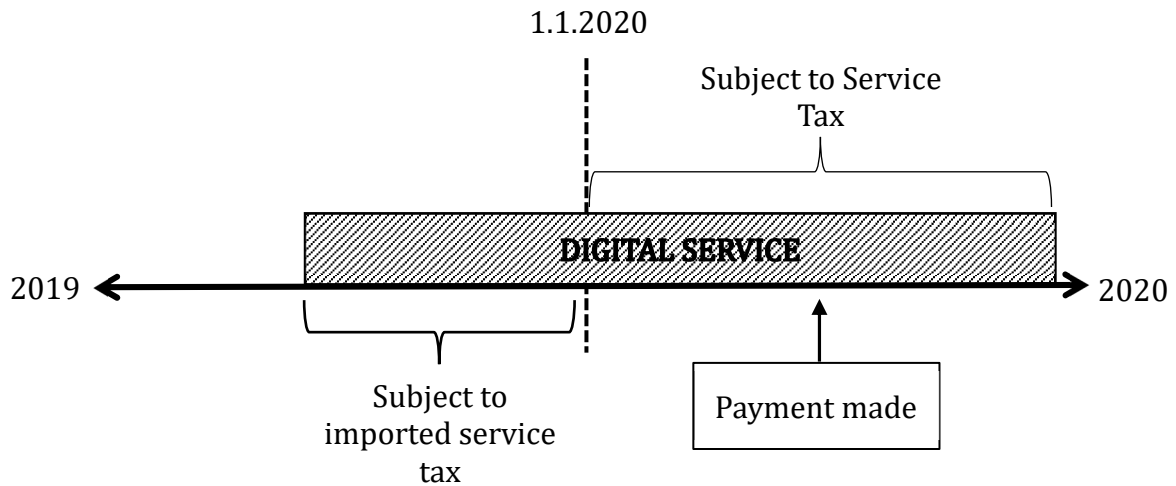 1.1.2020
Subject to Service
Tax
DIGITAL SERVICE
2019
2020
Subject to
imported service
tax
Payment made